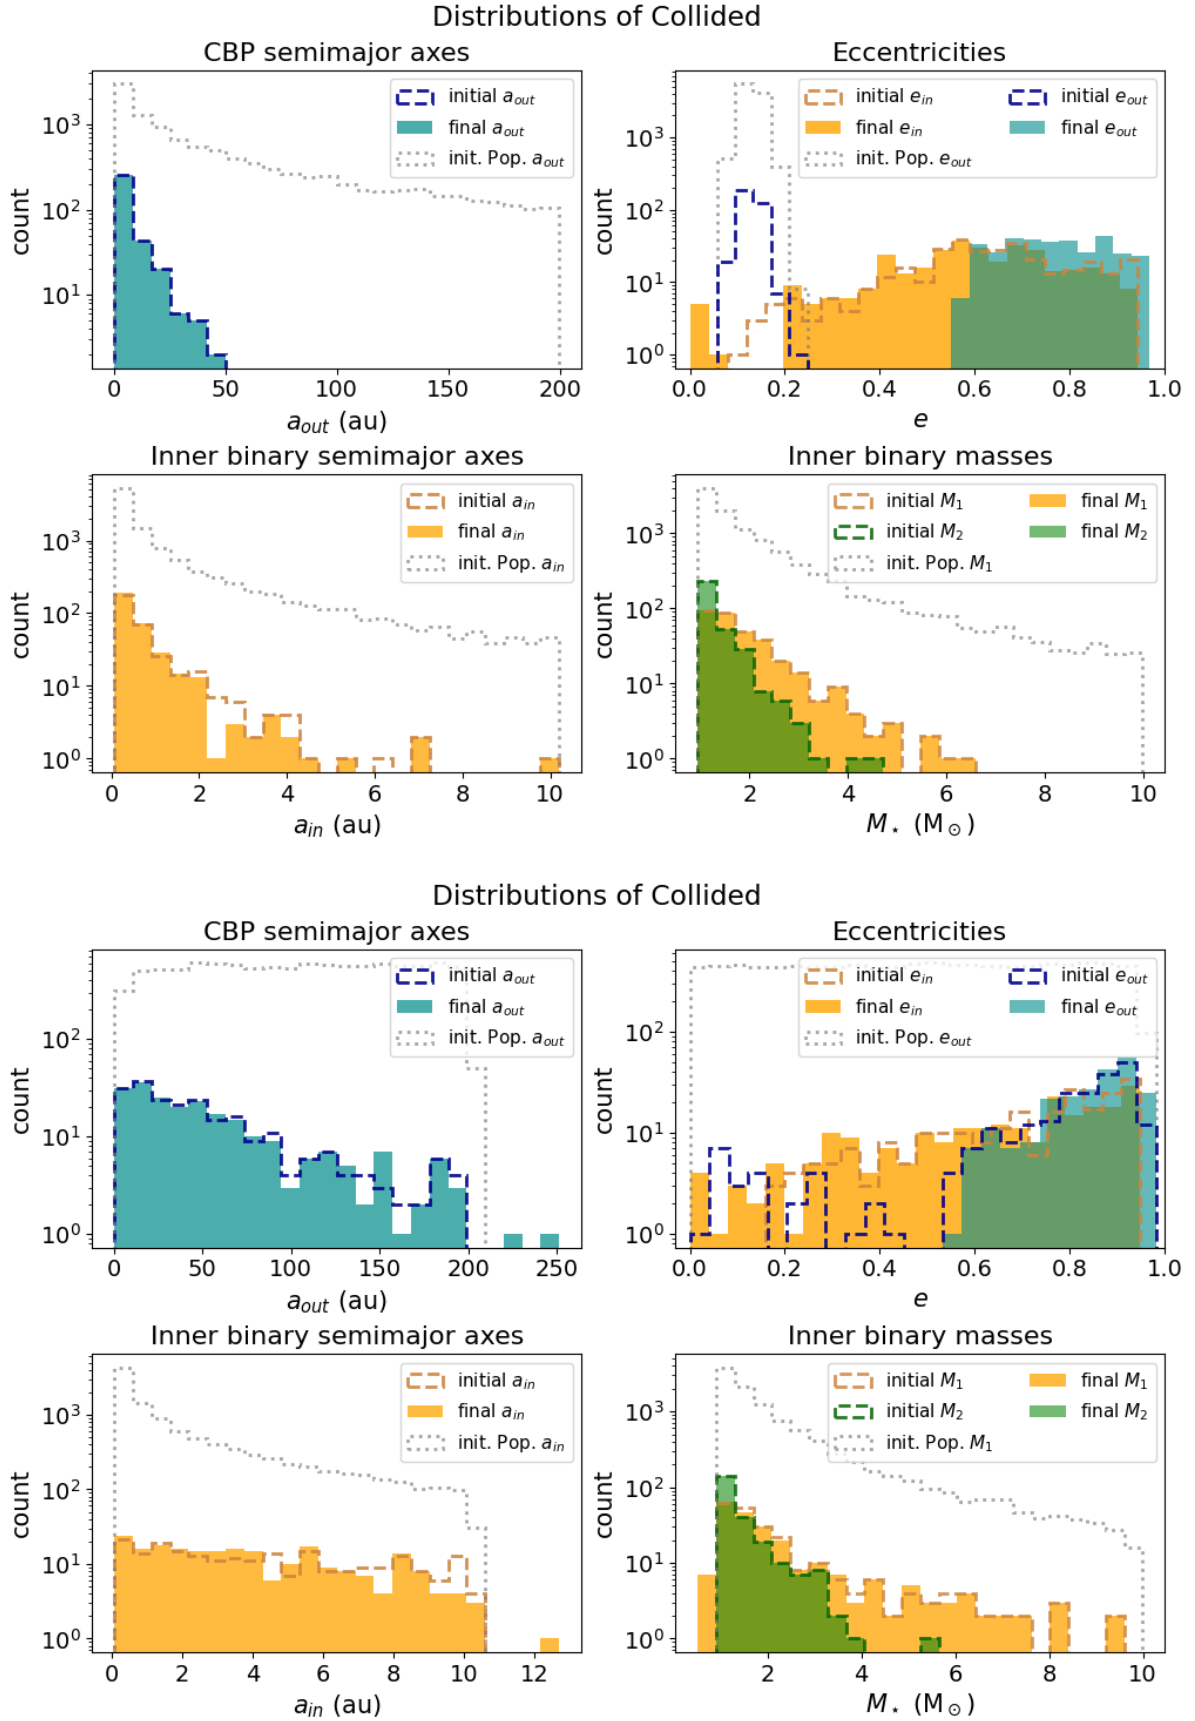 Distributions of Collided
CBP semimajor axes
initial a_out
final a_out
init. Pop. a_out
10^3
10^2
10^1
count
0 50 100 150 200
a_out (au)
Eccentricities
initial e_in
final e_in
init. Pop. e_out
initial e_out
final e_out
10^3
10^2
10^1
10^0
count
0.0 0.2 0.4 0.6 0.8 1.0
e
Inner binary semimajor axes
initial a_in
final a_in
init. Pop. a_in
10^3
10^2
10^1
10^0
count
0 2 4 6 8 10
a_in (au)
Inner binary masses
initial M_1
initial M_2
init. Pop. M_1
final M_1
final M_2
10^3
10^2
10^1
10^0
count
2 4 6 8 10
M_⋆ (M_⊙)
Distributions of Collided
CBP semimajor axes
initial a_out
final a_out
init. Pop. a_out
10^2
10^1
10^0
count
0 50 100 150 200 250
a_out (au)
Eccentricities
initial e_in
final e_in
init. Pop. e_out
initial e_out
final e_out
10^2
10^1
10^0
count
0.0 0.2 0.4 0.6 0.8 1.0
e
Inner binary semimajor axes
initial a_in
final a_in
init. Pop. a_in
10^3
10^2
10^1
10^0
count
0 2 4 6 8 10 12
a_in (au)
Inner binary masses
initial M_1
initial M_2
init. Pop. M_1
final M_1
final M_2
10^3
10^2
10^1
10^0
count
2 4 6 8 10
M_⋆ (M_⊙)